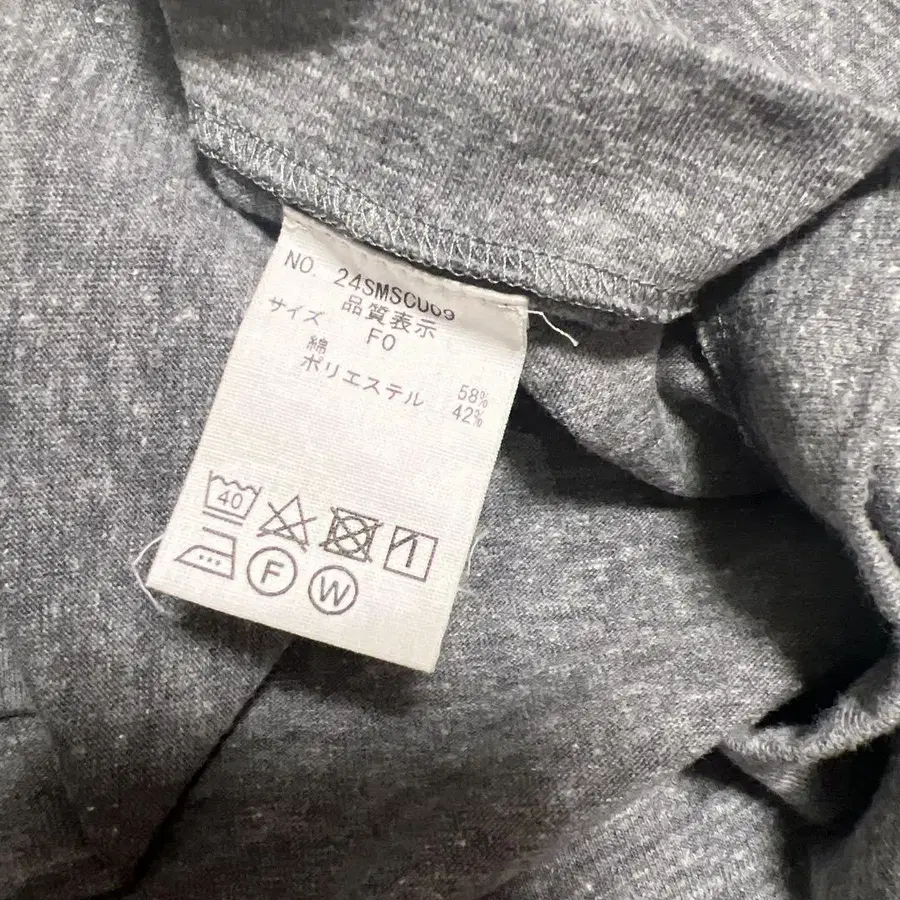 NO. 24SMSCU69
品質表示
サイズ F0
綿 58%
ポリエステル 42%
40
F W